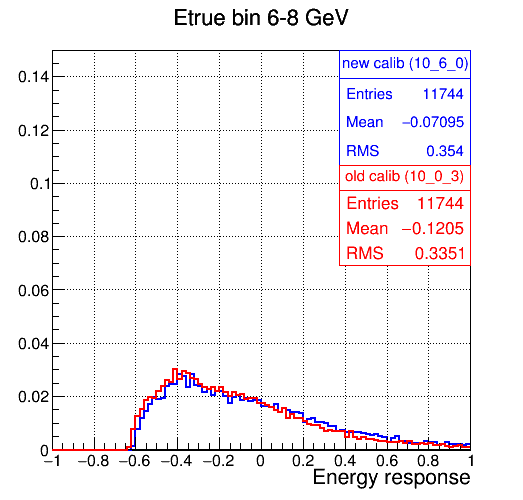 Etrue bin 6-8 GeV
new calib (10_6_0)
Entries 11744
Mean −0.07095
RMS 0.354
old calib (10_0_3)
Entries 11744
Mean −0.1205
RMS 0.3351
0.14
0.12
0.1
0.08
0.06
0.04
0.02
0
−1 −0.8 −0.6 −0.4 −0.2 0 0.2 0.4 0.6 0.8 1
Energy response